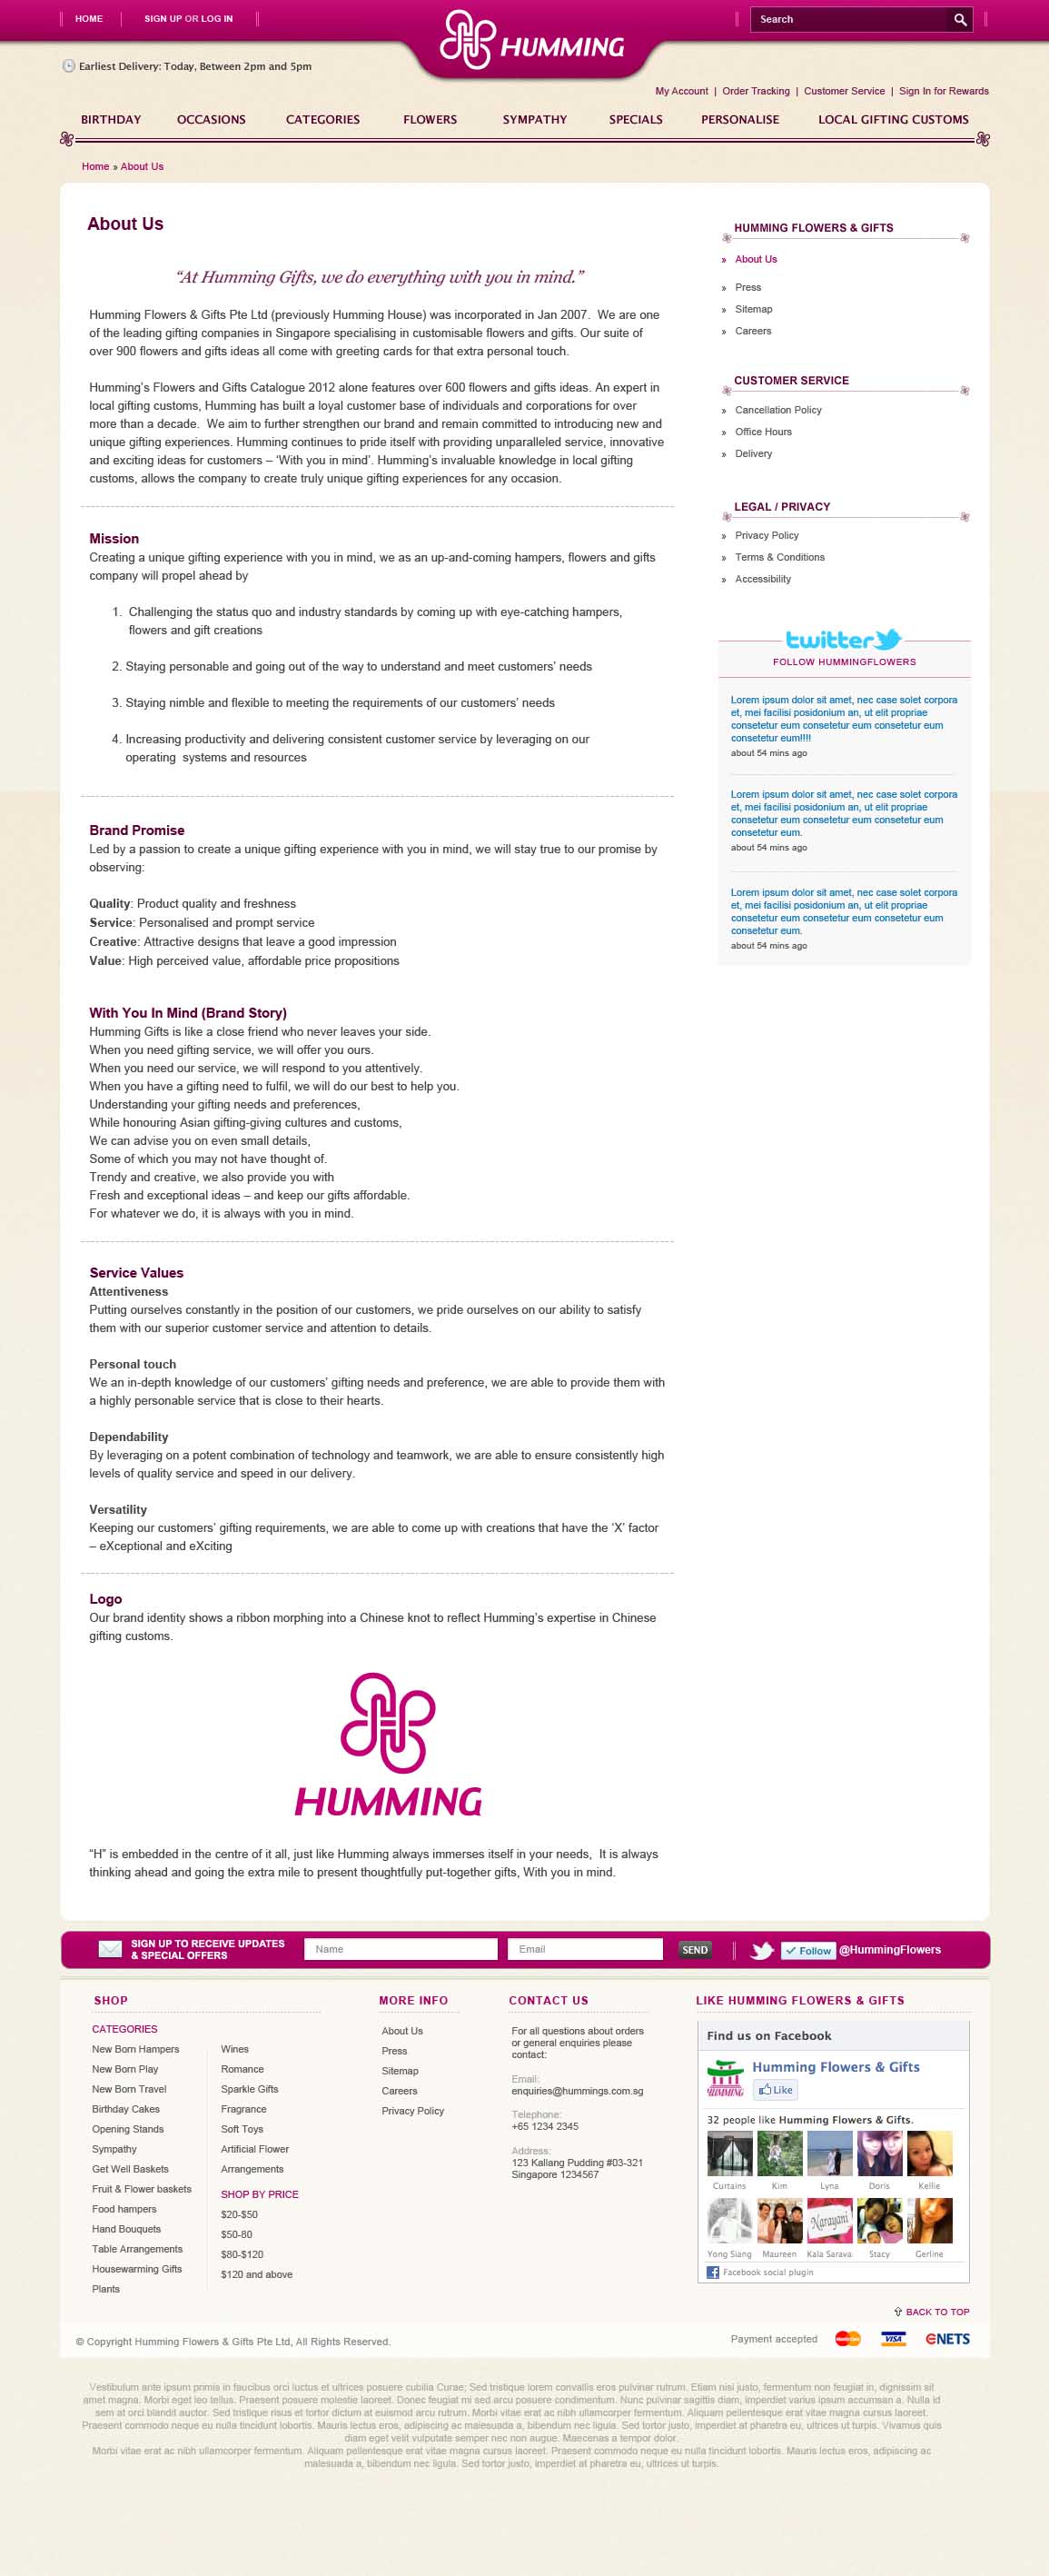 HOME
SIGN UP OR LOG IN
HUMMING
Search
Earliest Delivery: Today, Between 2pm and 5pm
My Account | Order Tracking | Customer Service | Sign In for Rewards
BIRTHDAY OCCASIONS CATEGORIES FLOWERS SYMPATHY SPECIALS PERSONALISE LOCAL GIFTING CUSTOMS
Home » About Us
About Us
“At Humming Gifts, we do everything with you in mind.”
Humming Flowers & Gifts Pte Ltd (previously Humming House) was incorporated in Jan 2007. We are one
of the leading gifting companies in Singapore specialising in customisable flowers and gifts. Our suite of
over 900 flowers and gifts ideas all come with greeting cards for that extra personal touch.
Humming’s Flowers and Gifts Catalogue 2012 alone features over 600 flowers and gifts ideas. An expert in
local gifting customs, Humming has built a loyal customer base of individuals and corporations for over
more than a decade. We aim to further strengthen our brand and remain committed to introducing new and
unique gifting experiences. Humming continues to pride itself with providing unparalleled service, innovative
and exciting ideas for customers – ‘With you in mind’. Humming’s invaluable knowledge in local gifting
customs, allows the company to create truly unique gifting experiences for any occasion.
Mission
Creating a unique gifting experience with you in mind, we as an up-and-coming hampers, flowers and gifts
company will propel ahead by
1. Challenging the status quo and industry standards by coming up with eye-catching hampers,
flowers and gift creations
2. Staying personable and going out of the way to understand and meet customers’ needs
3. Staying nimble and flexible to meeting the requirements of our customers’ needs
4. Increasing productivity and delivering consistent customer service by leveraging on our
operating systems and resources
Brand Promise
Led by a passion to create a unique gifting experience with you in mind, we will stay true to our promise by
observing:
Quality: Product quality and freshness
Service: Personalised and prompt service
Creative: Attractive designs that leave a good impression
Value: High perceived value, affordable price propositions
With You In Mind (Brand Story)
Humming Gifts is like a close friend who never leaves your side.
When you need gifting service, we will offer you ours.
When you need our service, we will respond to you attentively.
When you have a gifting need to fulfil, we will do our best to help you.
Understanding your gifting needs and preferences,
While honouring Asian gifting-giving cultures and customs,
We can advise you on even small details,
Some of which you may not have thought of.
Trendy and creative, we also provide you with
Fresh and exceptional ideas – and keep our gifts affordable.
For whatever we do, it is always with you in mind.
Service Values
Attentiveness
Putting ourselves constantly in the position of our customers, we pride ourselves on our ability to satisfy
them with our superior customer service and attention to details.
Personal touch
We an in-depth knowledge of our customers’ gifting needs and preference, we are able to provide them with
a highly personable service that is close to their hearts.
Dependability
By leveraging on a potent combination of technology and teamwork, we are able to ensure consistently high
levels of quality service and speed in our delivery.
Versatility
Keeping our customers’ gifting requirements, we are able to come up with creations that have the ‘X’ factor
– eXceptional and eXciting
Logo
Our brand identity shows a ribbon morphing into a Chinese knot to reflect Humming’s expertise in Chinese
gifting customs.
HUMMING
“H” is embedded in the centre of it all, just like Humming always immerses itself in your needs, It is always
thinking ahead and going the extra mile to present thoughtfully put-together gifts, With you in mind.
HUMMING FLOWERS & GIFTS
» About Us
» Press
» Sitemap
» Careers
CUSTOMER SERVICE
» Cancellation Policy
» Office Hours
» Delivery
LEGAL / PRIVACY
» Privacy Policy
» Terms & Conditions
» Accessibility
twitter
FOLLOW HUMMINGFLOWERS
Lorem ipsum dolor sit amet, nec case solet corpora
et, mei facilisi posidonium an, ut elit propriae
consetetur eum consetetur eum consetetur eum
consetetur eum!!!!
about 54 mins ago
Lorem ipsum dolor sit amet, nec case solet corpora
et, mei facilisi posidonium an, ut elit propriae
consetetur eum consetetur eum consetetur eum
consetetur eum.
about 54 mins ago
Lorem ipsum dolor sit amet, nec case solet corpora
et, mei facilisi posidonium an, ut elit propriae
consetetur eum consetetur eum consetetur eum
consetetur eum.
about 54 mins ago
SIGN UP TO RECEIVE UPDATES
& SPECIAL OFFERS
Name
Email
SEND
Follow @HummingFlowers
SHOP
CATEGORIES
New Born Hampers
New Born Play
New Born Travel
Birthday Cakes
Opening Stands
Sympathy
Get Well Baskets
Fruit & Flower baskets
Food hampers
Hand Bouquets
Table Arrangements
Housewarming Gifts
Plants
Wines
Romance
Sparkle Gifts
Fragrance
Soft Toys
Artificial Flower
Arrangements
SHOP BY PRICE
$20-$50
$50-80
$80-$120
$120 and above
MORE INFO
About Us
Press
Sitemap
Careers
Privacy Policy
CONTACT US
For all questions about orders
or general enquiries please
contact:
Email:
enquiries@hummings.com.sg
Telephone:
+65 1234 2345
Address:
123 Kallang Pudding #03-321
Singapore 1234567
LIKE HUMMING FLOWERS & GIFTS
Find us on Facebook
HUMMING
Humming Flowers & Gifts
Like
32 people like Humming Flowers & Gifts.
Curtains Kim Lyna Doris Kellie
Narayani
Yong Siang Maureen Kala Sarava Stacy Gerline
Facebook social plugin
BACK TO TOP
© Copyright Humming Flowers & Gifts Pte Ltd, All Rights Reserved.
Payment accepted
MasterCard
VISA
eNETS
Vestibulum ante ipsum primis in faucibus orci luctus et ultrices posuere cubilia Curae; Sed tristique lorem convallis eros pulvinar rutrum. Etiam nisi justo, fermentum non feugiat in, dignissim sit
amet magna. Morbi eget leo tellus. Praesent posuere molestie laoreet. Donec feugiat mi sed arcu posuere condimentum. Nunc pulvinar sagittis diam, imperdiet varius ipsum accumsan a. Nulla id
sem at orci blandit auctor. Sed tristique risus et tortor dictum at euismod arcu rutrum. Morbi vitae erat ac nibh ullamcorper fermentum. Aliquam pellentesque erat vitae magna cursus laoreet.
Praesent commodo neque eu nulla tincidunt lobortis. Mauris lectus eros, adipiscing ac malesuada a, bibendum nec ligula. Sed tortor justo, imperdiet at pharetra eu, ultrices ut turpis. Vivamus quis
diam eget velit vulputate semper nec non augue. Maecenas a tempor dolor.
Morbi vitae erat ac nibh ullamcorper fermentum. Aliquam pellentesque erat vitae magna cursus laoreet. Praesent commodo neque eu nulla tincidunt lobortis. Mauris lectus eros, adipiscing ac
malesuada a, bibendum nec ligula. Sed tortor justo, imperdiet at pharetra eu, ultrices ut turpis.